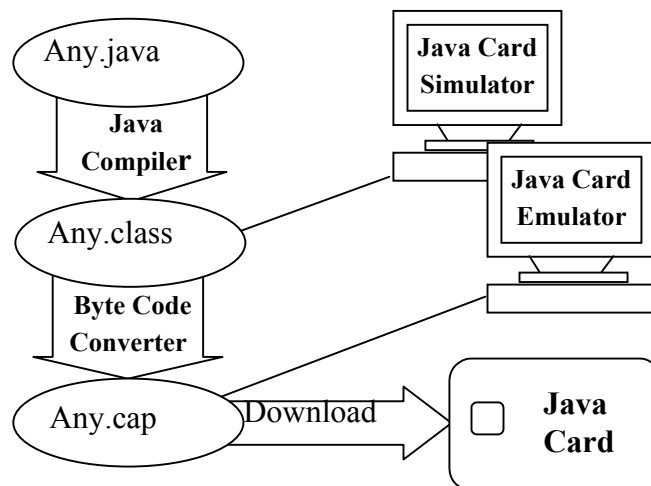 Any.java
Java
Compiler
Any.class
Byte Code
Converter
Any.cap
Download
Java Card
Simulator
Java Card
Emulator
Java
Card